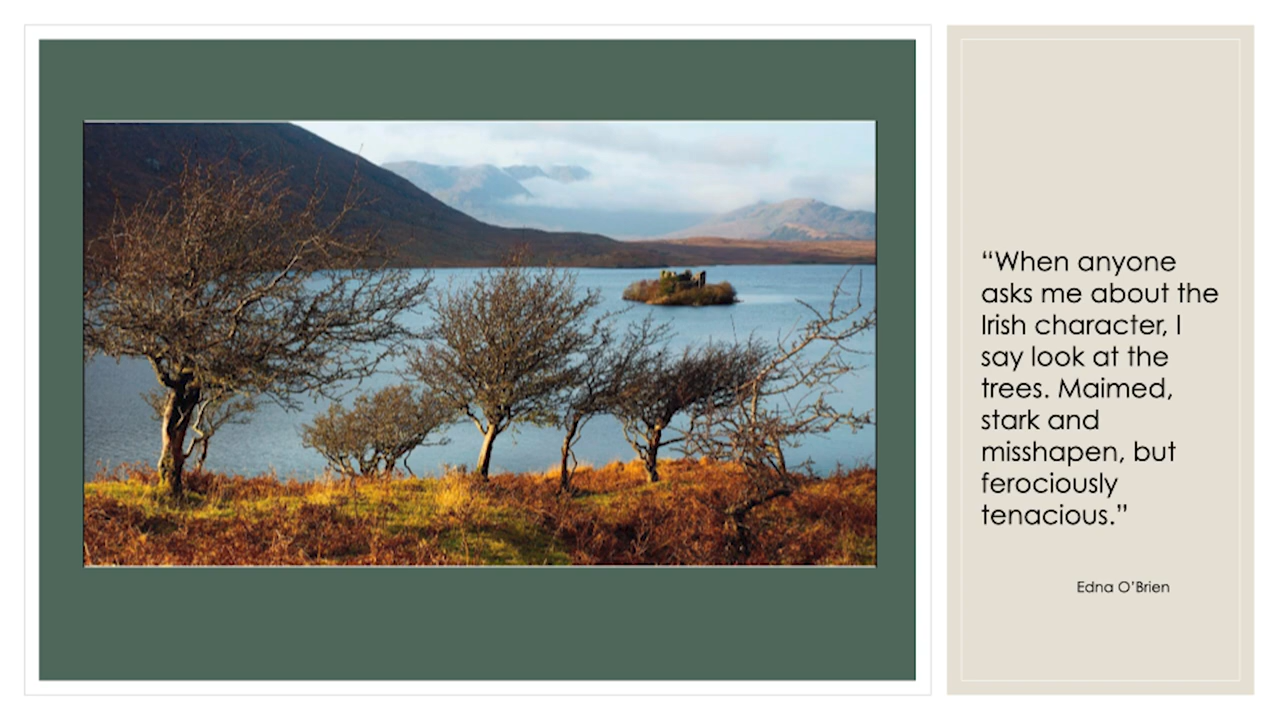 “When anyone
asks me about the
Irish character, I
say look at the
trees. Maimed,
stark and
misshapen, but
ferociously
tenacious.”
Edna O’Brien